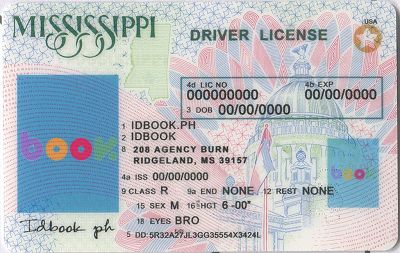 MISSISSIPPI DRIVER LICENSE USA
Idbook ph
4d LIC NO 4b EXP
000000000 00/00/0000
3 DOB 00/00/0000
book
1 IDBOOK.PH
2 IDBOOK
8 208 AGENCY BURN
RIDGELAND, MS 39157
4a ISS 00/00/0000
book
9 CLASS R 9a END NONE 12 REST NONE
15 SEX M 16 HGT 6 -00"
18 EYES BRO
5 DD:5R32A27JL3GG35554X3424L
Idbook ph